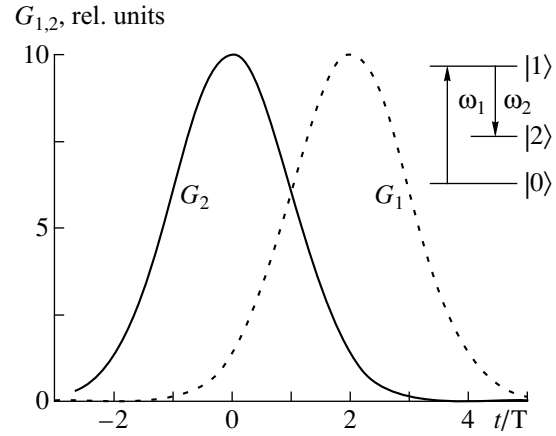 G₁,₂, rel. units
10
|1⟩
ω₁ ω₂
|2⟩
|0⟩
G₂ G₁
5
0
−2 0 2 4 t/T